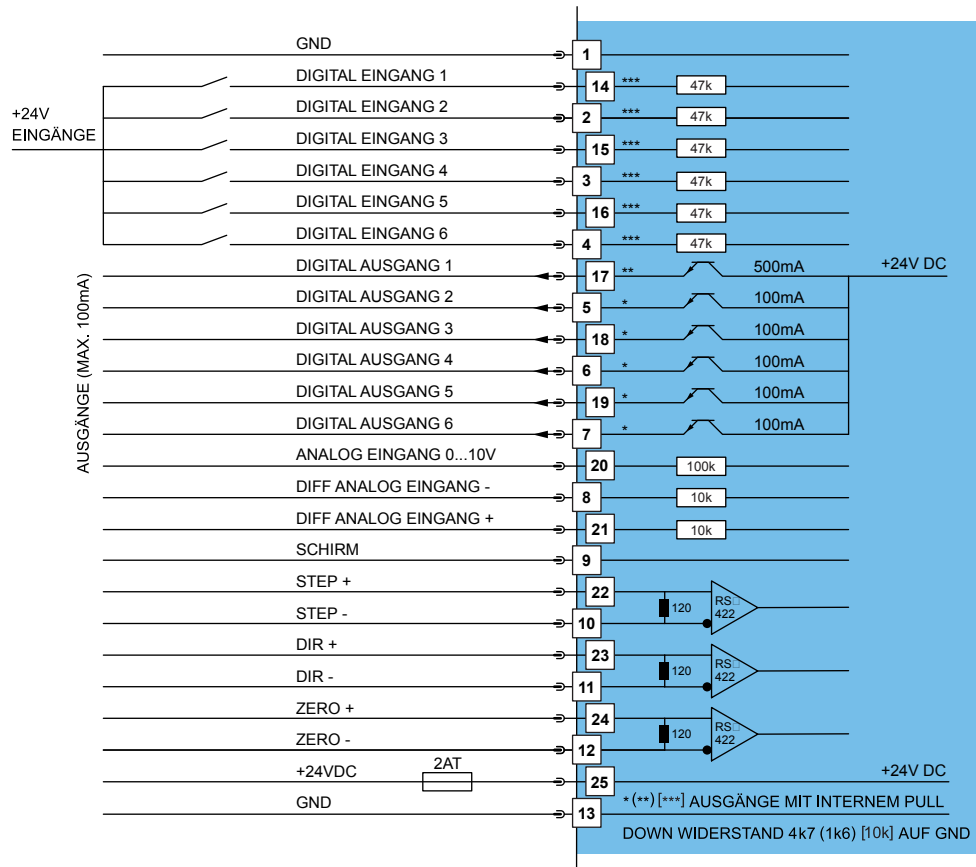 GND 1
DIGITAL EINGANG 1 14 *** 47k
+24V
EINGÄNGE
DIGITAL EINGANG 2 2 *** 47k
DIGITAL EINGANG 3 15 *** 47k
DIGITAL EINGANG 4 3 *** 47k
DIGITAL EINGANG 5 16 *** 47k
DIGITAL EINGANG 6 4 *** 47k
AUSGÄNGE (MAX. 100mA)
DIGITAL AUSGANG 1 17 ** 500mA +24V DC
DIGITAL AUSGANG 2 5 * 100mA
DIGITAL AUSGANG 3 18 * 100mA
DIGITAL AUSGANG 4 6 * 100mA
DIGITAL AUSGANG 5 19 * 100mA
DIGITAL AUSGANG 6 7 * 100mA
ANALOG EINGANG 0...10V 20 100k
DIFF ANALOG EINGANG - 8 10k
DIFF ANALOG EINGANG + 21 10k
SCHIRM 9
STEP + 22
120 RS□
422
STEP - 10
DIR + 23
120 RS□
422
DIR - 11
ZERO + 24
120 RS□
422
ZERO - 12
+24VDC 2AT 25 +24V DC
GND 13
*(**)[***] AUSGÄNGE MIT INTERNEM PULL
DOWN WIDERSTAND 4k7 (1k6) [10k] AUF GND